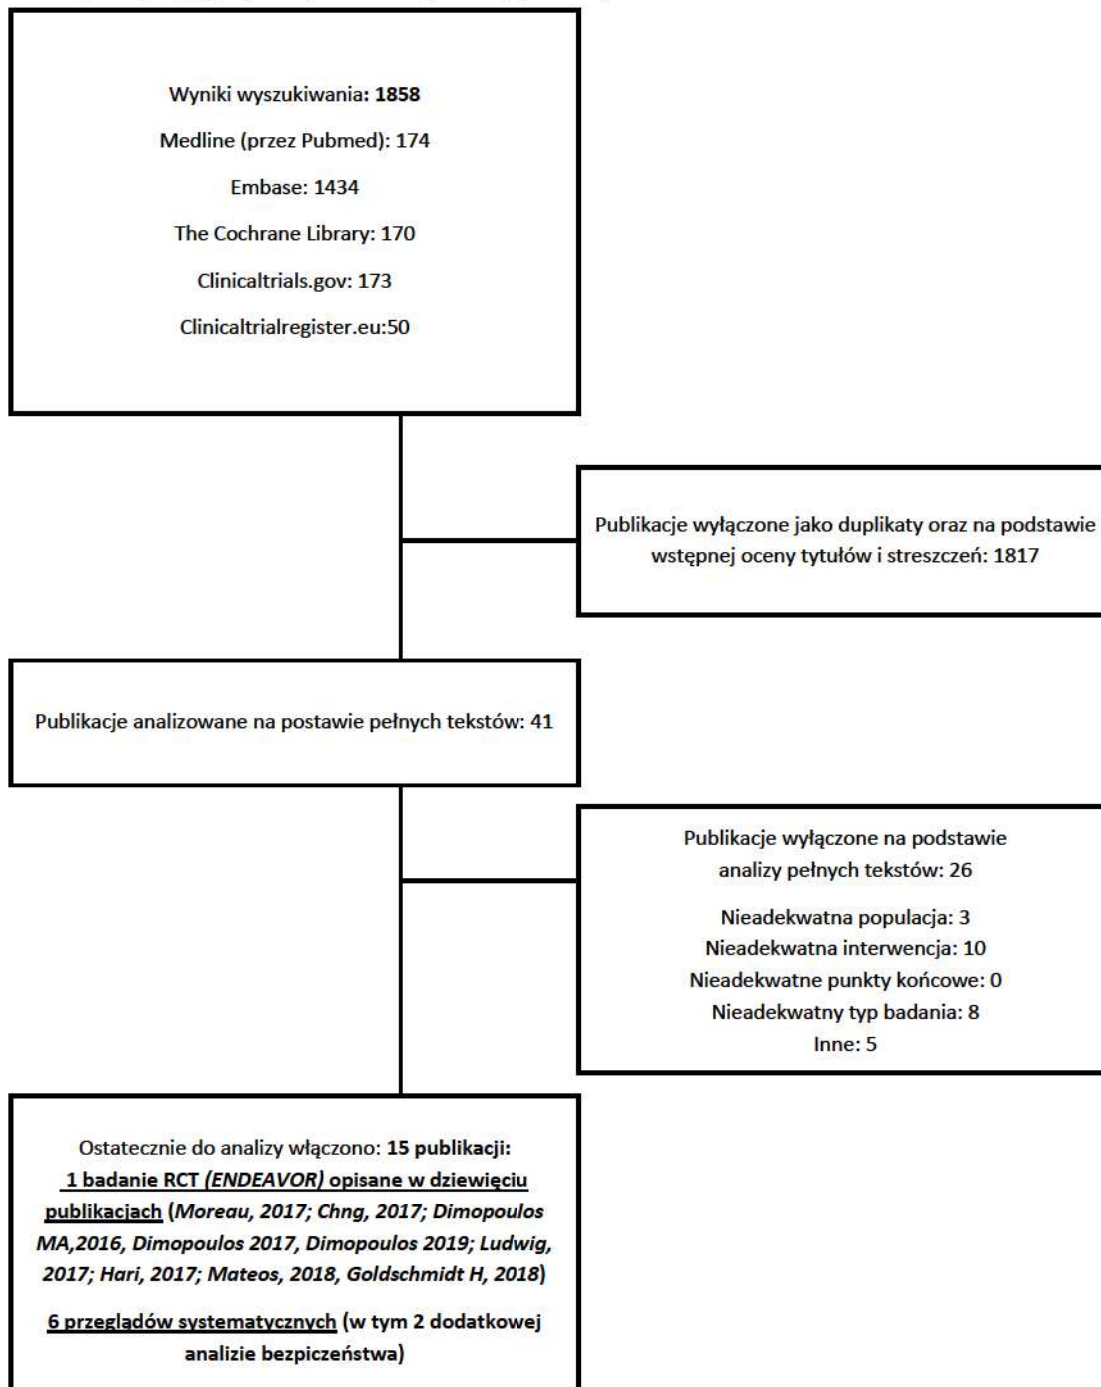 Wyniki wyszukiwania: 1858
Medline (przez Pubmed): 174
Embase: 1434
The Cochrane Library: 170
Clinicaltrials.gov: 173
Clinicaltrialregister.eu:50
Publikacje wyłączone jako duplikaty oraz na podstawie
wstępnej oceny tytułów i streszczeń: 1817
Publikacje analizowane na postawie pełnych tekstów: 41
Publikacje wyłączone na podstawie
analizy pełnych tekstów: 26
Nieadekwatna populacja: 3
Nieadekwatna interwencja: 10
Nieadekwatne punkty końcowe: 0
Nieadekwatny typ badania: 8
Inne: 5
Ostatecznie do analizy włączono: 15 publikacji:
1 badanie RCT (ENDEAVOR) opisane w dziewięciu
publikacjach (Moreau, 2017; Chng, 2017; Dimopoulos
MA,2016, Dimopoulos 2017, Dimopoulos 2019; Ludwig,
2017; Hari, 2017; Mateos, 2018, Goldschmidt H, 2018)
6 przeglądów systematycznych (w tym 2 dodatkowej
analizie bezpiczeństwa)